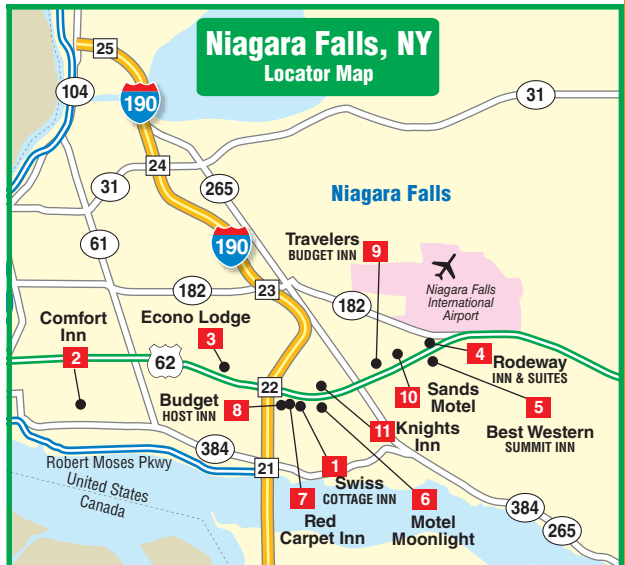 Niagara Falls, NY
Locator Map
25
104
190
31
24
31
265
Niagara Falls
61
190
Travelers
BUDGET INN
9
Niagara Falls
International
Airport
182
23
182
Comfort
Inn
2
Econo Lodge
3
62
4
Rodeway
INN & SUITES
22
Budget
HOST INN
8
10
Sands
Motel
5
Best Western
SUMMIT INN
11
Knights
Inn
384
Robert Moses Pkwy
21
1
Swiss
COTTAGE INN
United States
Canada
7
Red
Carpet Inn
6
Motel
Moonlight
384
265